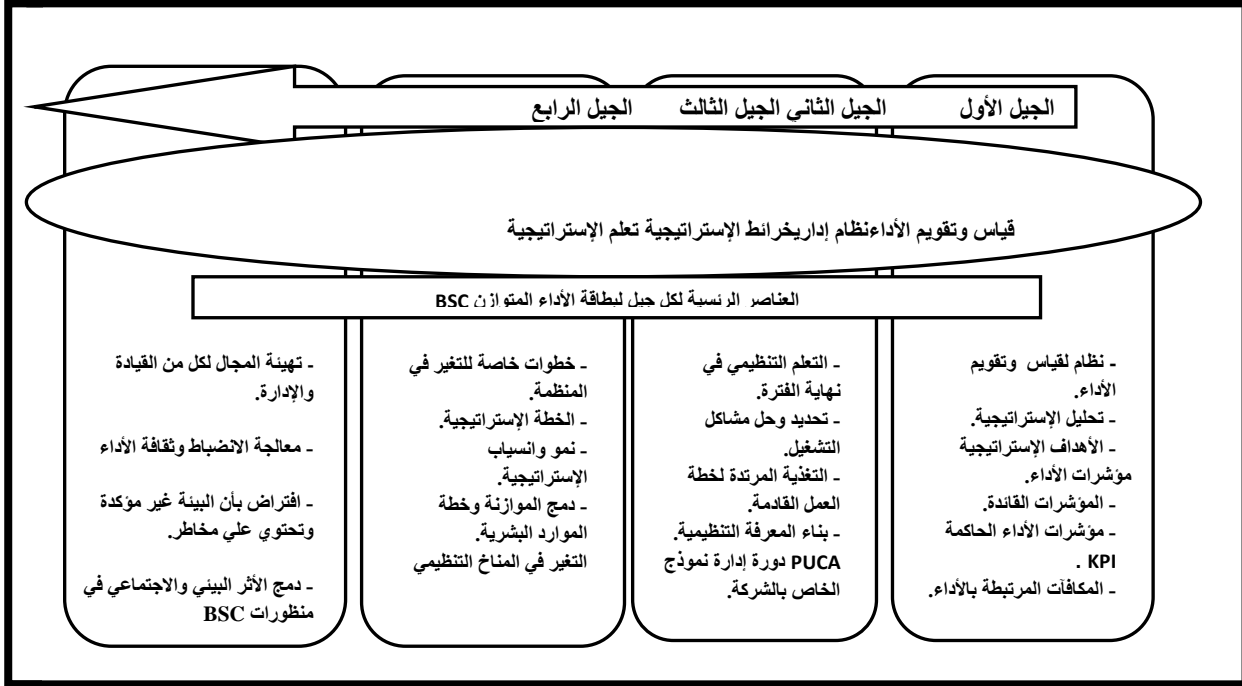 الجيل الأول الجيل الثاني الجيل الثالث الجيل الرابع
قياس وتقويم الأداءنظام إداريخرائط الإستراتيجية تعلم الإستراتيجية
العناصر الرئسية لكل جيل لبطاقة الأداء المتوازن BSC
- نظام لقياس وتقويم
الأداء.
- تحليل الإستراتيجية.
- الأهداف الإستراتيجية
مؤشرات الأداء.
- المؤشرات القائدة.
- مؤشرات الأداء الحاكمة
KPI .
- المكافآت المرتبطة بالأداء.
- التعلم التنظيمي في
نهاية الفترة.
- تحديد وحل مشاكل
التشغيل.
- التغذية المرتدة لخطة
العمل القادمة.
- بناء المعرفة التنظيمية.
PUCA دورة إدارة نموذج
الخاص بالشركة.
- خطوات خاصة للتغير في
المنظمة.
- الخطة الإستراتيجية.
- نمو وانسياب
الإستراتيجية.
- دمج الموازنة وخطة
الموارد البشرية.
التغير في المناخ التنظيمي
- تهيئة المجال لكل من القيادة
والإدارة.
- معالجة الانضباط وثقافة الأداء
- افتراض بأن البيئة غير مؤكدة
وتحتوي علي مخاطر.
- دمج الأثر البيئي والاجتماعي في
منظورات BSC